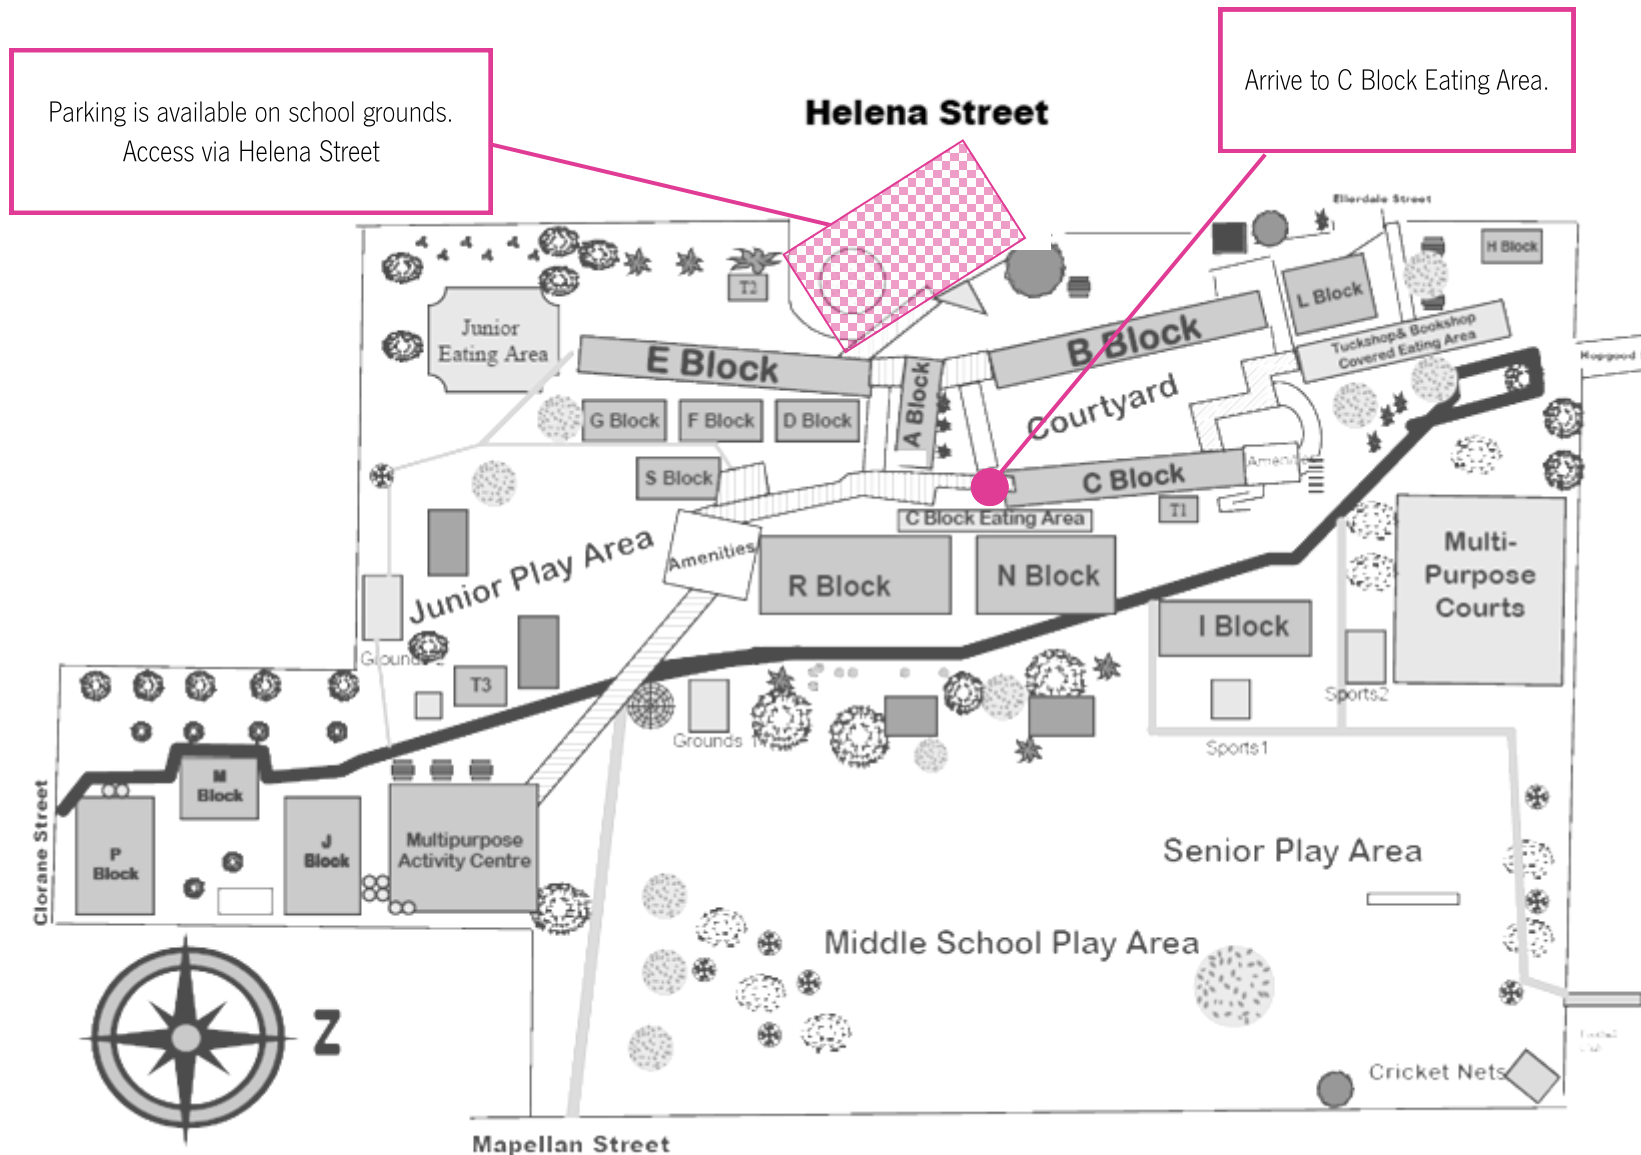 Parking is available on school grounds.
Access via Helena Street
Arrive to C Block Eating Area.
Helena Street
Ellerdale Street
H Block
L Block
T2
Junior
Eating Area
E Block
B Block
Tuckshop& Bookshop
Covered Eating Area
A Block
Courtyard
G Block
F Block
D Block
S Block
C Block
T1
C Block Eating Area
Junior Play Area
Amenities
R Block
N Block
I Block
Multi-
Purpose
Courts
T3
Grounds 1
Sports1
Sports2
M
Block
P
Block
J
Block
Multipurpose
Activity Centre
Clorane Street
Senior Play Area
Middle School Play Area
Cricket Nets
Z
Mapellan Street